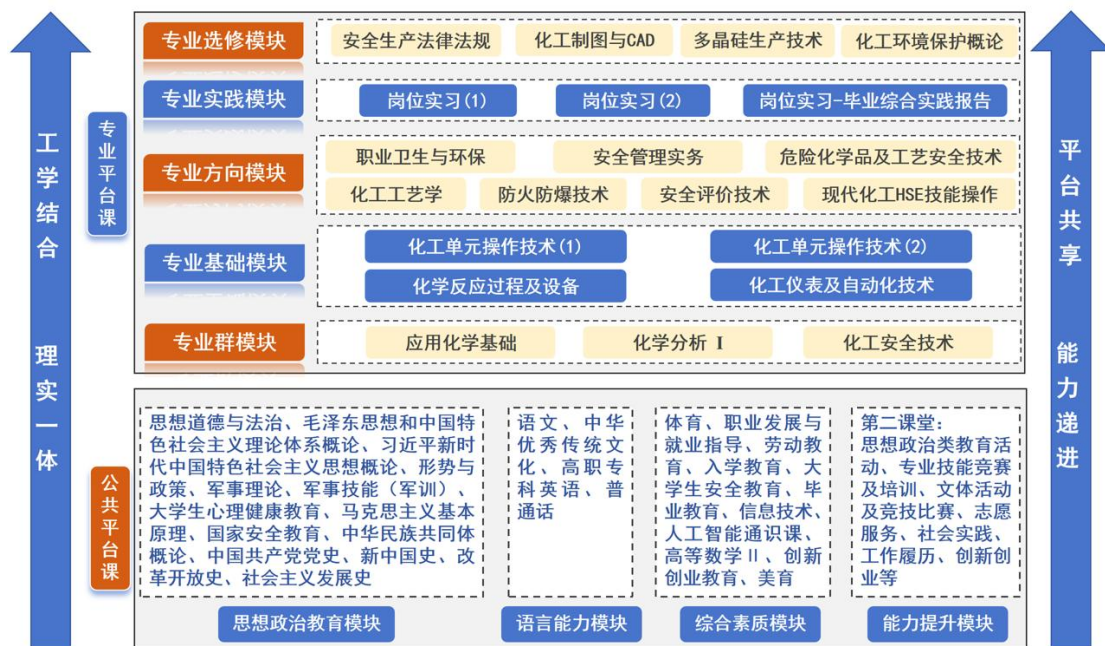 工学结合 理实一体
专业平台课
专业选修模块
安全生产法律法规 化工制图与CAD 多晶硅生产技术 化工环境保护概论
专业实践模块
岗位实习(1) 岗位实习(2) 岗位实习-毕业综合实践报告
专业方向模块
职业卫生与环保 安全管理实务 危险化学品及工艺安全技术
化工工艺学 防火防爆技术 安全评价技术 现代化工HSE技能操作
专业基础模块
化工单元操作技术(1) 化工单元操作技术(2)
化学反应过程及设备 化工仪表及自动化技术
专业群模块
应用化学基础 化学分析 I 化工安全技术
公共平台课
思想道德与法治、毛泽东思想和中国特
色社会主义理论体系概论、习近平新时
代中国特色社会主义思想概论、形势与
政策、军事理论、军事技能（军训）、
大学生心理健康教育、马克思主义基本
原理、国家安全教育、中华民族共同体
概论、中国共产党党史、新中国史、改
革开放史、社会主义发展史
思想政治教育模块
语文、中华
优秀传统文
化、高职专
科英语、普
通话
语言能力模块
体育、职业发展与
就业指导、劳动教
育、入学教育、大
学生安全教育、毕
业教育、信息技术、
人工智能通识课、
高等数学Ⅱ、创新
创业教育、美育
综合素质模块
第二课堂：
思想政治类教育活
动、专业技能竞赛
及培训、文体活动
及竞技比赛、志愿
服务、社会实践、
工作履历、创新创
业等
能力提升模块
平台共享 能力递进